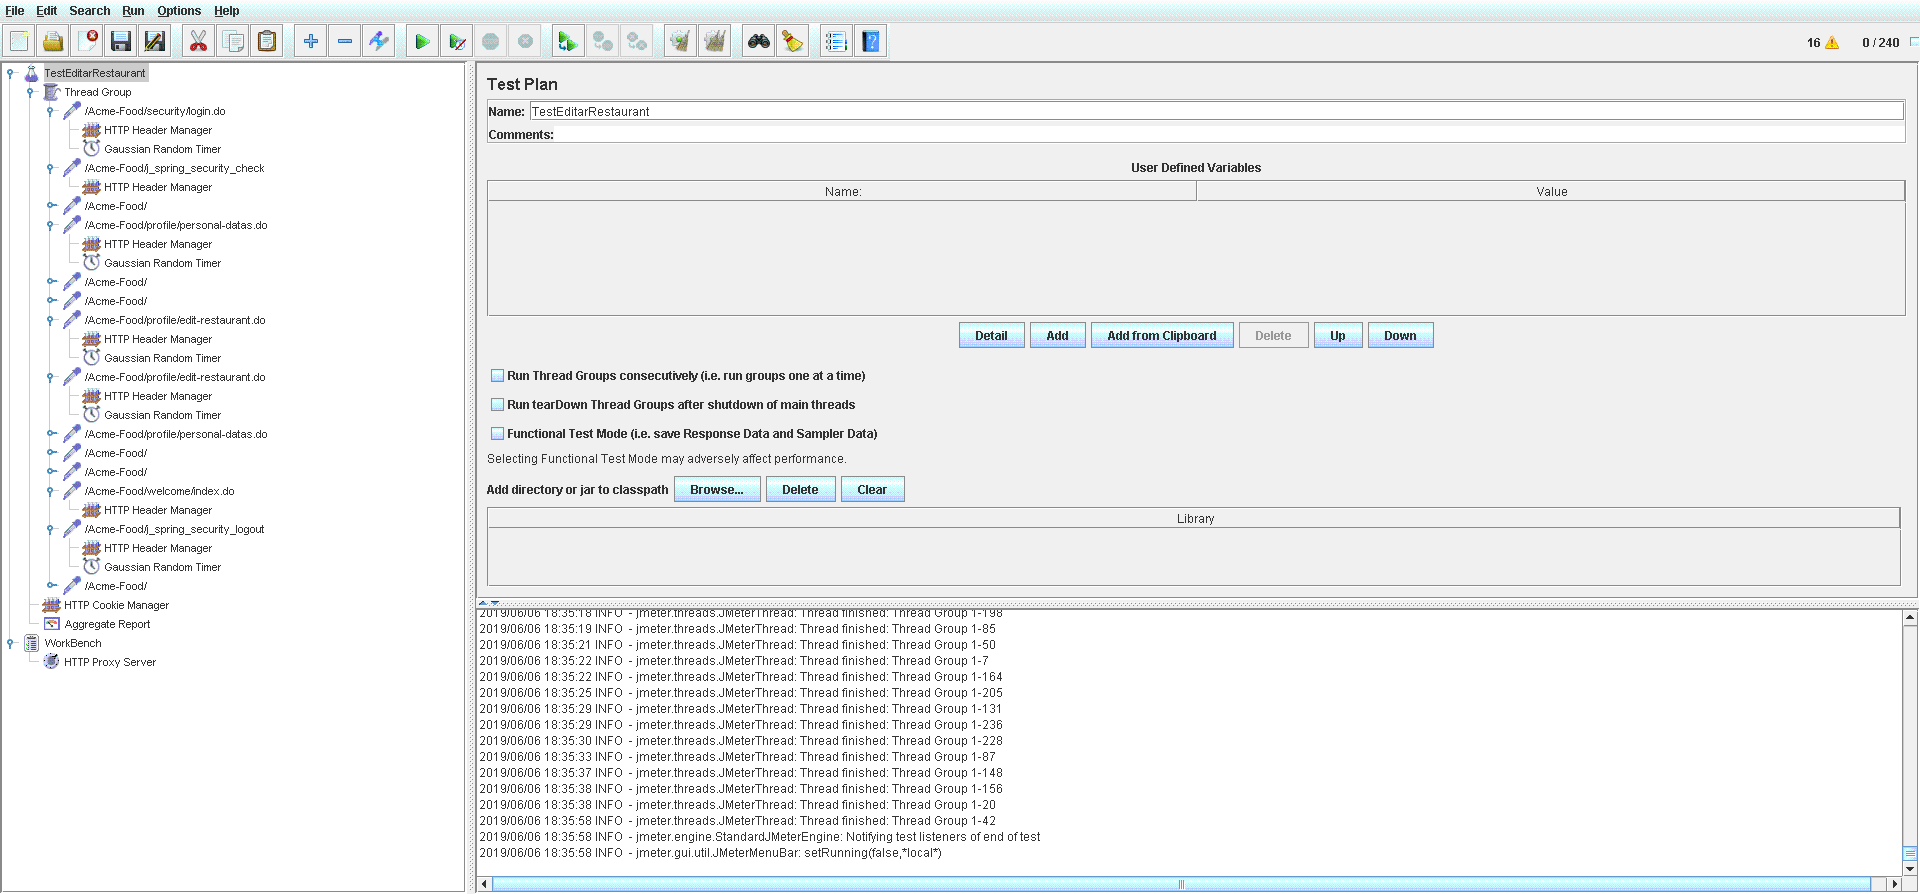 File Edit Search Run Options Help
16 0 / 240
TestEditarRestaurant
Thread Group
/Acme-Food/security/login.do
HTTP Header Manager
Gaussian Random Timer
/Acme-Food/j_spring_security_check
HTTP Header Manager
/Acme-Food/
/Acme-Food/profile/personal-datas.do
HTTP Header Manager
Gaussian Random Timer
/Acme-Food/
/Acme-Food/
/Acme-Food/profile/edit-restaurant.do
HTTP Header Manager
Gaussian Random Timer
/Acme-Food/profile/edit-restaurant.do
HTTP Header Manager
Gaussian Random Timer
/Acme-Food/profile/personal-datas.do
/Acme-Food/
/Acme-Food/
/Acme-Food/welcome/index.do
HTTP Header Manager
/Acme-Food/j_spring_security_logout
HTTP Header Manager
Gaussian Random Timer
/Acme-Food/
HTTP Cookie Manager
Aggregate Report
WorkBench
HTTP Proxy Server
Test Plan
Name: TestEditarRestaurant
Comments:
User Defined Variables
Name: Value
Detail Add Add from Clipboard Delete Up Down
Run Thread Groups consecutively (i.e. run groups one at a time)
Run tearDown Thread Groups after shutdown of main threads
Functional Test Mode (i.e. save Response Data and Sampler Data)
Selecting Functional Test Mode may adversely affect performance.
Add directory or jar to classpath Browse... Delete Clear
Library
2019/06/06 18:35:18 INFO - jmeter.threads.JMeterThread: Thread finished: Thread Group 1-198
2019/06/06 18:35:19 INFO - jmeter.threads.JMeterThread: Thread finished: Thread Group 1-85
2019/06/06 18:35:21 INFO - jmeter.threads.JMeterThread: Thread finished: Thread Group 1-50
2019/06/06 18:35:22 INFO - jmeter.threads.JMeterThread: Thread finished: Thread Group 1-7
2019/06/06 18:35:22 INFO - jmeter.threads.JMeterThread: Thread finished: Thread Group 1-164
2019/06/06 18:35:25 INFO - jmeter.threads.JMeterThread: Thread finished: Thread Group 1-205
2019/06/06 18:35:29 INFO - jmeter.threads.JMeterThread: Thread finished: Thread Group 1-131
2019/06/06 18:35:29 INFO - jmeter.threads.JMeterThread: Thread finished: Thread Group 1-236
2019/06/06 18:35:30 INFO - jmeter.threads.JMeterThread: Thread finished: Thread Group 1-228
2019/06/06 18:35:33 INFO - jmeter.threads.JMeterThread: Thread finished: Thread Group 1-87
2019/06/06 18:35:37 INFO - jmeter.threads.JMeterThread: Thread finished: Thread Group 1-148
2019/06/06 18:35:38 INFO - jmeter.threads.JMeterThread: Thread finished: Thread Group 1-156
2019/06/06 18:35:38 INFO - jmeter.threads.JMeterThread: Thread finished: Thread Group 1-20
2019/06/06 18:35:58 INFO - jmeter.threads.JMeterThread: Thread finished: Thread Group 1-42
2019/06/06 18:35:58 INFO - jmeter.engine.StandardJMeterEngine: Notifying test listeners of end of test
2019/06/06 18:35:58 INFO - jmeter.gui.util.JMeterMenuBar: setRunning(false,*local*)